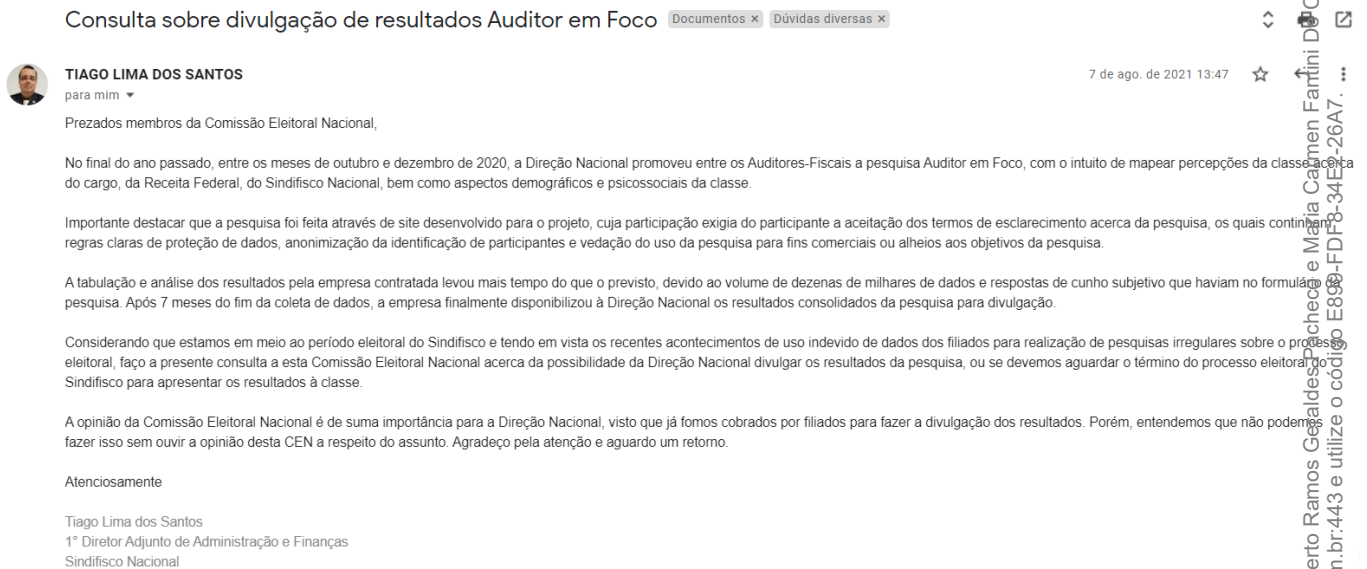 Consulta sobre divulgação de resultados Auditor em Foco Documentos × Dúvidas diversas ×
TIAGO LIMA DOS SANTOS 7 de ago. de 2021 13:47
para mim
Prezados membros da Comissão Eleitoral Nacional,
No final do ano passado, entre os meses de outubro e dezembro de 2020, a Direção Nacional promoveu entre os Auditores-Fiscais a pesquisa Auditor em Foco, com o intuito de mapear percepções da classe acerca
do cargo, da Receita Federal, do Sindifisco Nacional, bem como aspectos demográficos e psicossociais da classe.
Importante destacar que a pesquisa foi feita através de site desenvolvido para o projeto, cuja participação exigia do participante a aceitação dos termos de esclarecimento acerca da pesquisa, os quais continham
regras claras de proteção de dados, anonimização da identificação de participantes e vedação do uso da pesquisa para fins comerciais ou alheios aos objetivos da pesquisa.
A tabulação e análise dos resultados pela empresa contratada levou mais tempo do que o previsto, devido ao volume de dezenas de milhares de dados e respostas de cunho subjetivo que haviam no formulário da
pesquisa. Após 7 meses do fim da coleta de dados, a empresa finalmente disponibilizou à Direção Nacional os resultados consolidados da pesquisa para divulgação.
Considerando que estamos em meio ao período eleitoral do Sindifisco e tendo em vista os recentes acontecimentos de uso indevido de dados dos filiados para realização de pesquisas irregulares sobre o processo
eleitoral, faço a presente consulta a esta Comissão Eleitoral Nacional acerca da possibilidade da Direção Nacional divulgar os resultados da pesquisa, ou se devemos aguardar o término do processo eleitoral do
Sindifisco para apresentar os resultados à classe.
A opinião da Comissão Eleitoral Nacional é de suma importância para a Direção Nacional, visto que já fomos cobrados por filiados para fazer a divulgação dos resultados. Porém, entendemos que não podemos
fazer isso sem ouvir a opinião desta CEN a respeito do assunto. Agradeço pela atenção e aguardo um retorno.
Atenciosamente
Tiago Lima dos Santos
1° Diretor Adjunto de Administração e Finanças
Sindifisco Nacional
erto Ramos Geraldes Pacheco e Maria Carmen Fantini De C
n.br:443 e utilize o código E899-FDF8-34E2-26A7.